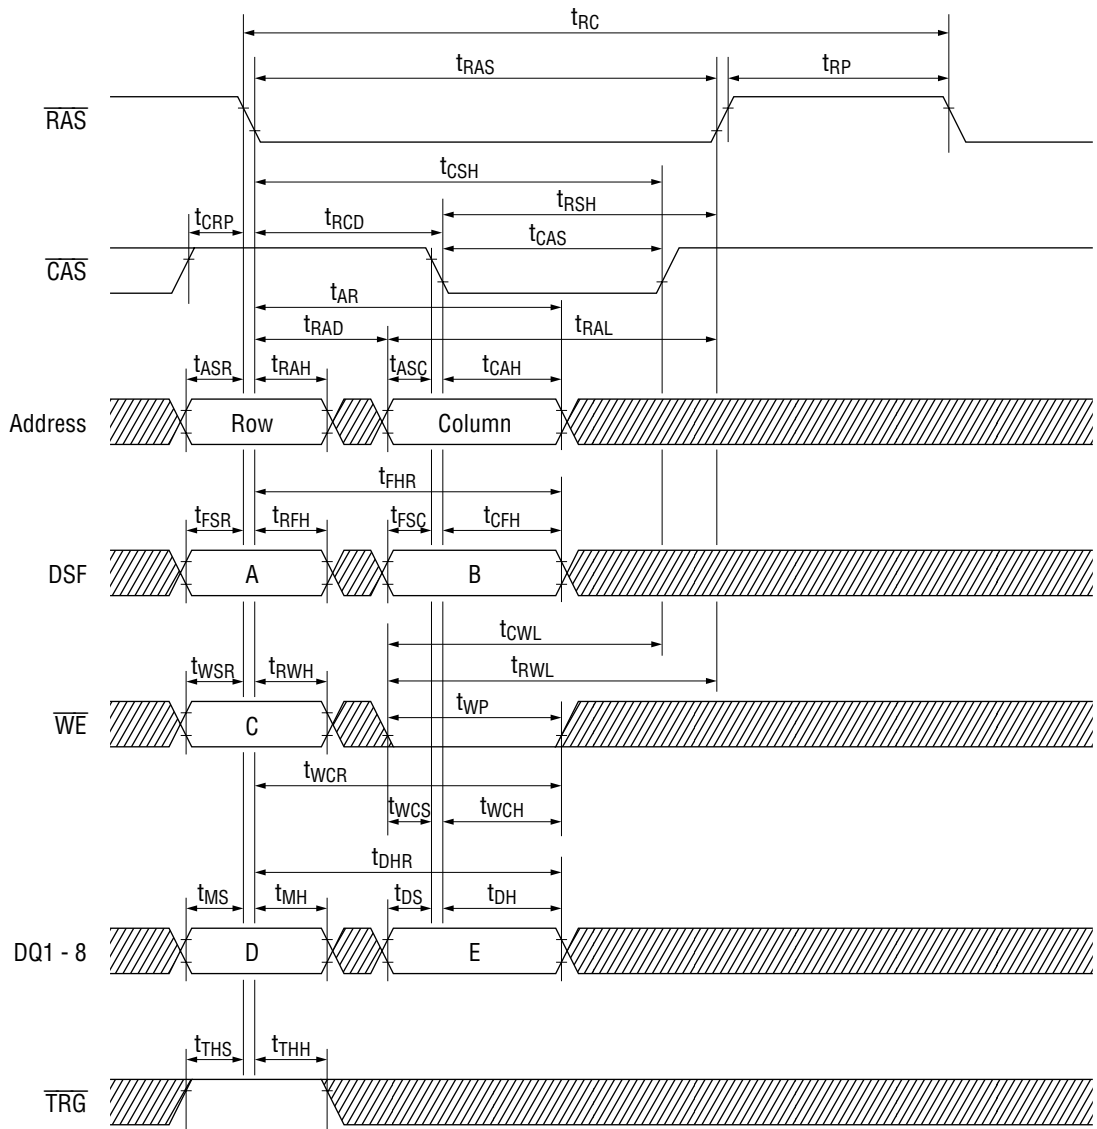 tRC
tRAS
tRP
RAS
tCSH
tRSH
tCRP
tRCD
tCAS
CAS
tAR
tRAD
tRAL
tASR
tRAH
tASC
tCAH
Address
Row
Column
tFHR
tFSR
tRFH
tFSC
tCFH
DSF
A
B
tCWL
tWSR
tRWH
tRWL
tWP
WE
C
tWCR
tWCS
tWCH
tDHR
tMS
tMH
tDS
tDH
DQ1 - 8
D
E
tTHS
tTHH
TRG